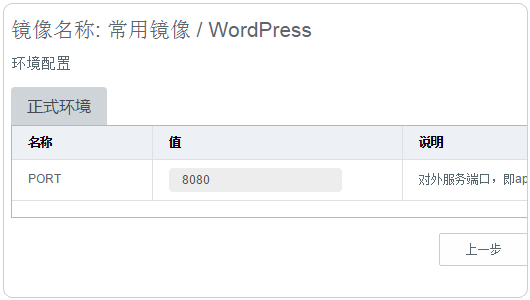 镜像名称: 常用镜像 / WordPress
环境配置
正式环境
名称 值 说明
PORT 8080 对外服务端口，即ap
上一步